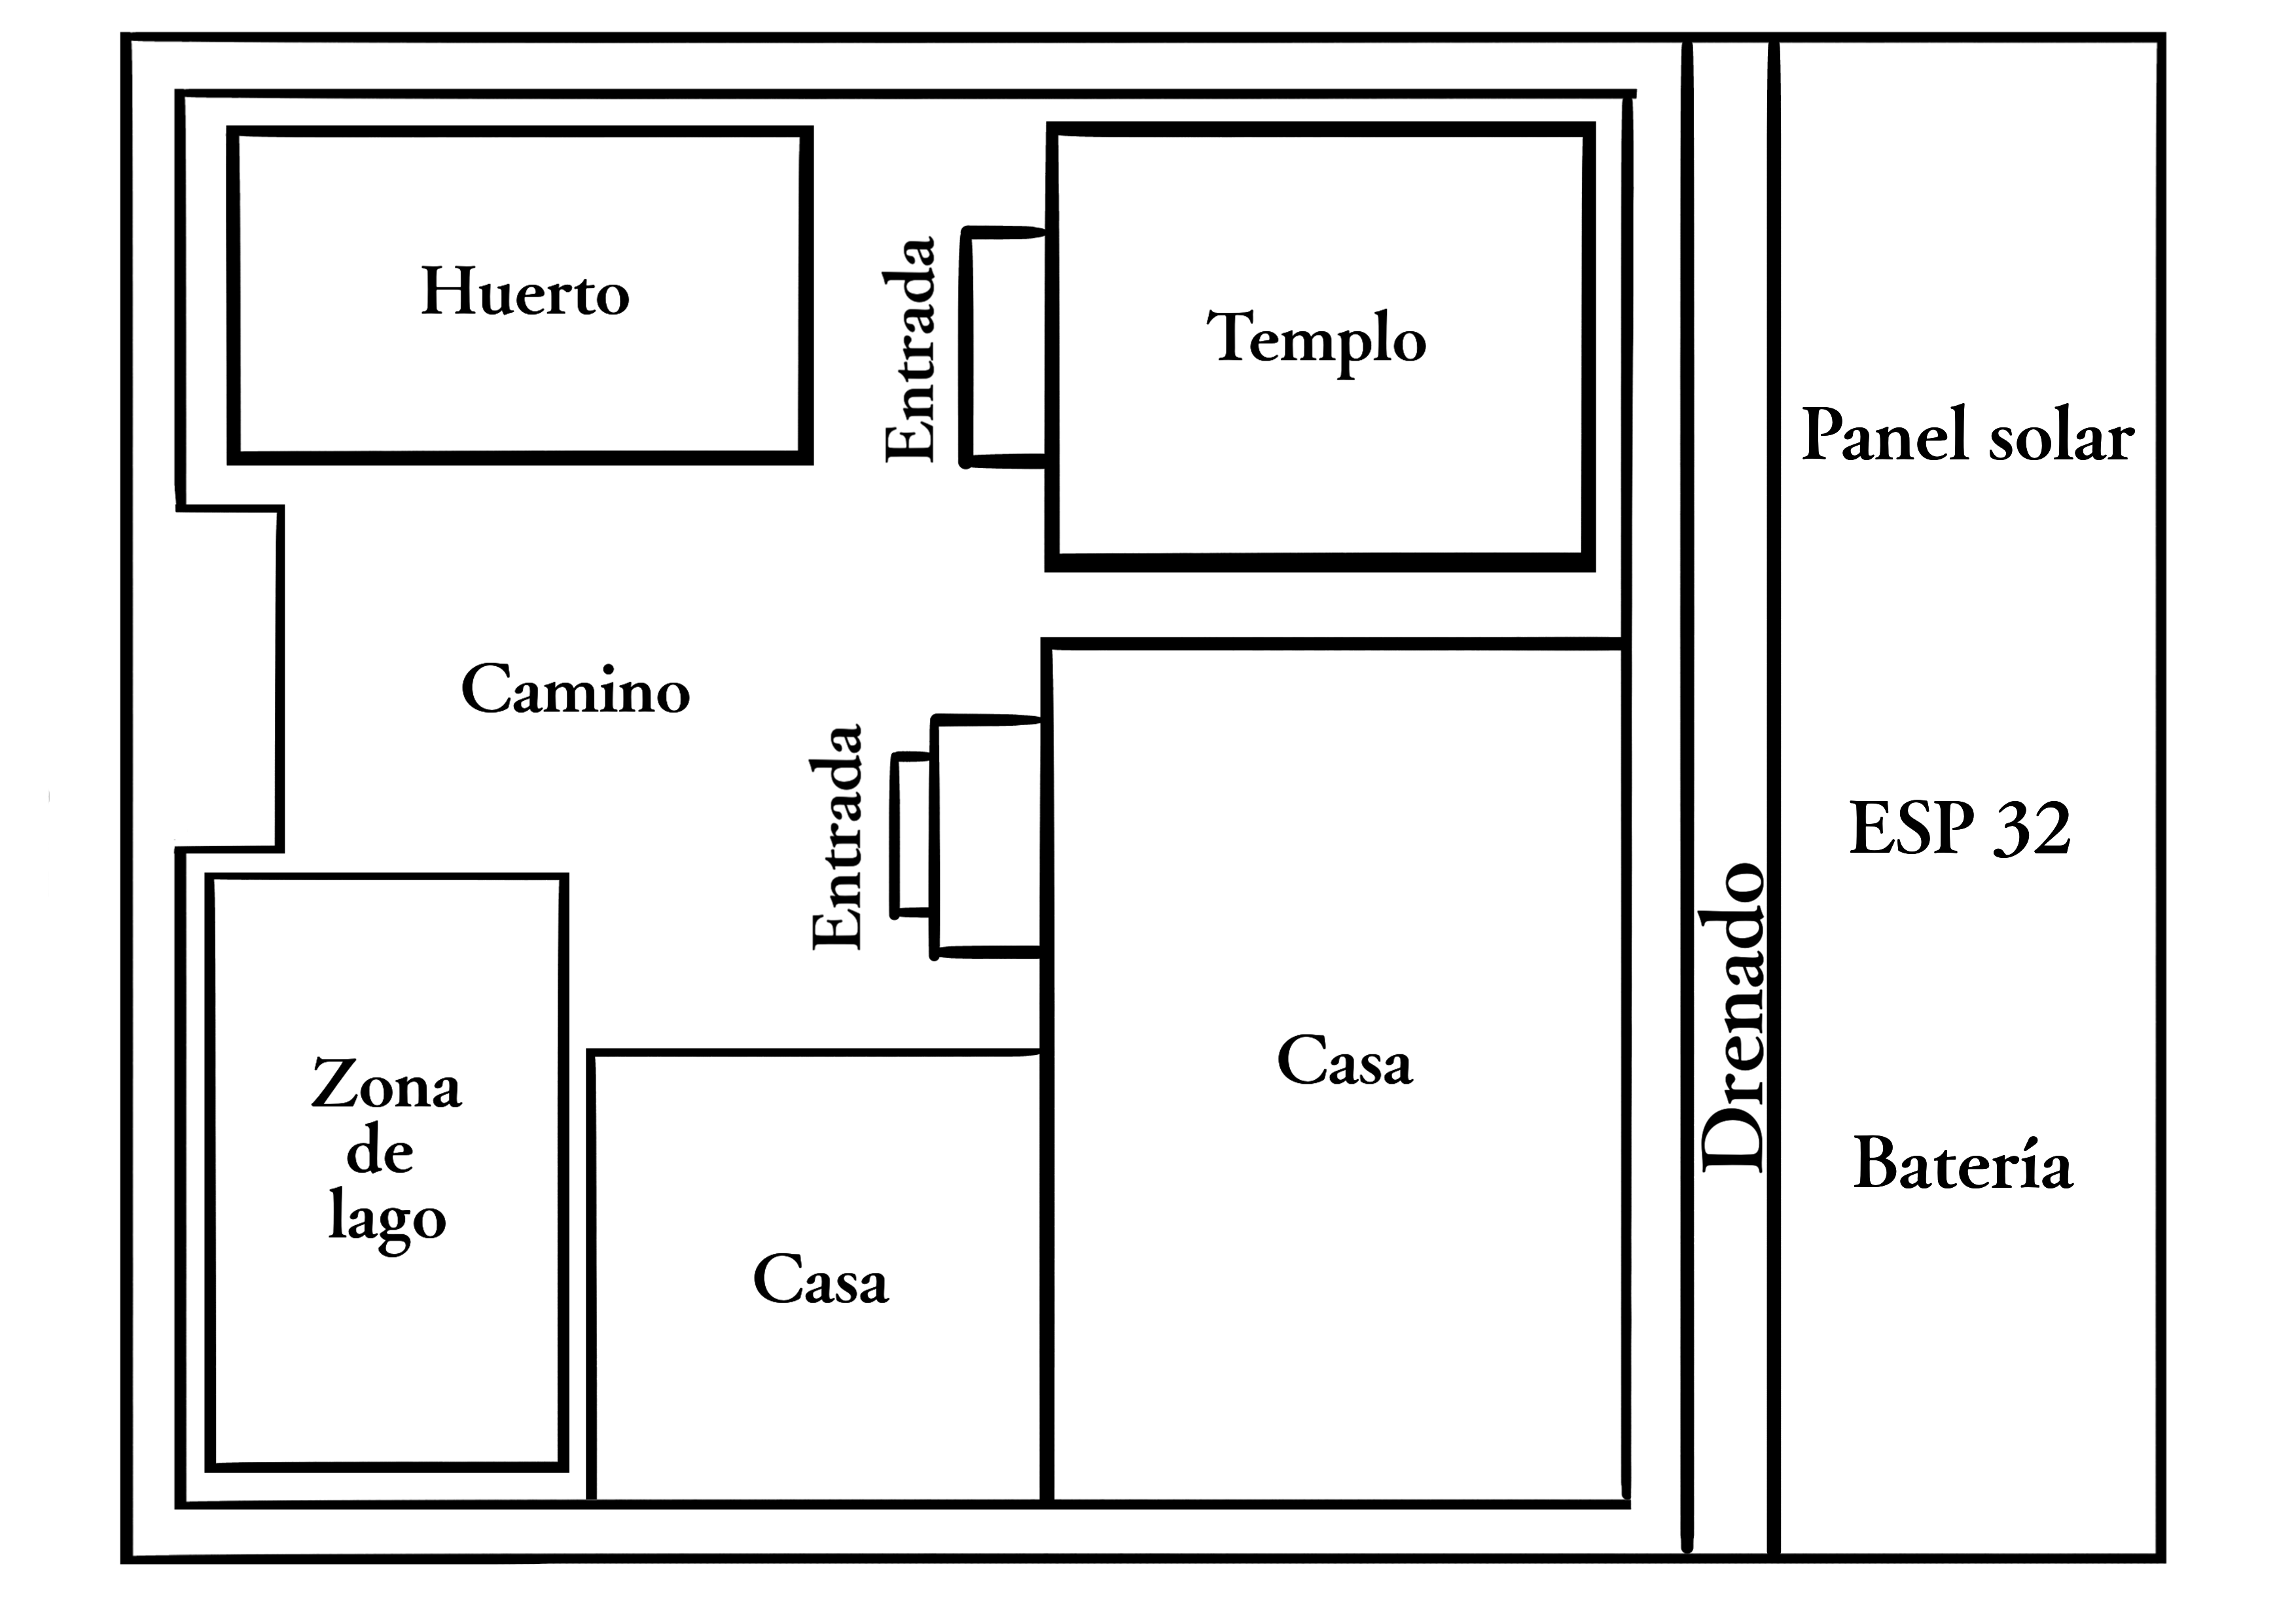 Huerto
Entrada
Templo
Panel solar
Camino
Entrada
ESP 32
Drenado
Zona
de
lago
Casa
Casa
Batería